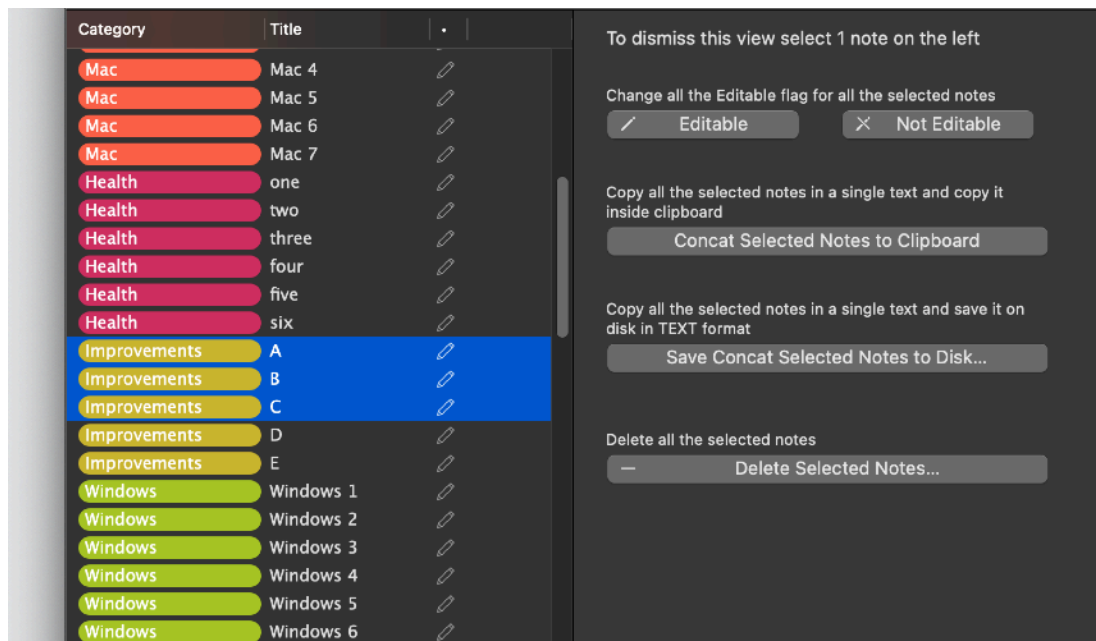 Category Title •
Mac Mac 4
Mac Mac 5
Mac Mac 6
Mac Mac 7
Health one
Health two
Health three
Health four
Health five
Health six
Improvements A
Improvements B
Improvements C
Improvements D
Improvements E
Windows Windows 1
Windows Windows 2
Windows Windows 3
Windows Windows 4
Windows Windows 5
Windows Windows 6
To dismiss this view select 1 note on the left
Change all the Editable flag for all the selected notes
Editable Not Editable
Copy all the selected notes in a single text and copy it
inside clipboard
Concat Selected Notes to Clipboard
Copy all the selected notes in a single text and save it on
disk in TEXT format
Save Concat Selected Notes to Disk...
Delete all the selected notes
Delete Selected Notes...